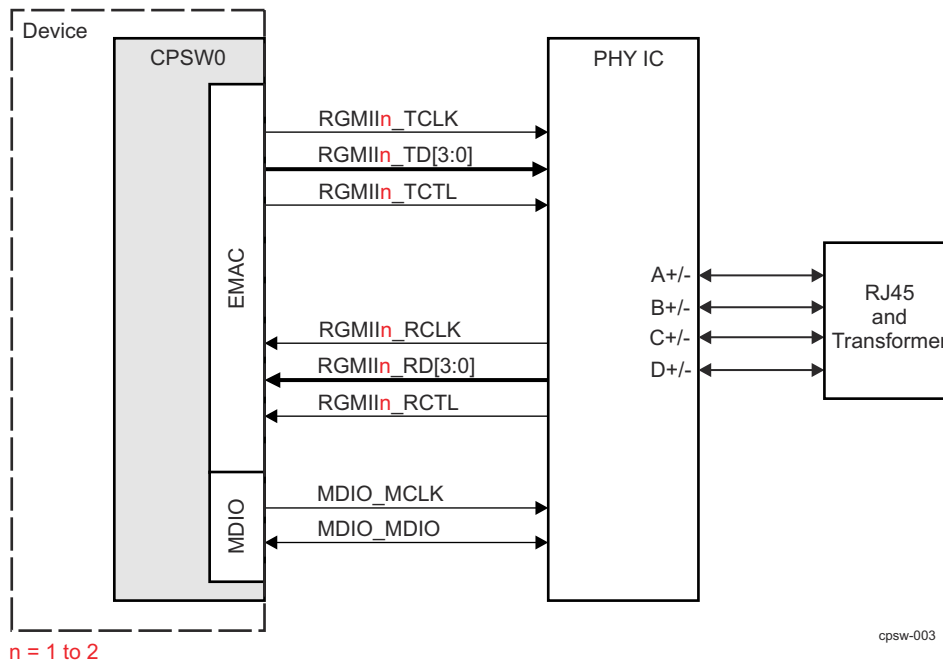 Device
CPSW0
PHY IC
RGMIIn_TCLK
RGMIIn_TD[3:0]
RGMIIn_TCTL
EMAC
RGMIIn_RCLK
RGMIIn_RD[3:0]
RGMIIn_RCTL
A+/-
B+/-
C+/-
D+/-
RJ45
and
Transformer
MDIO
MDIO_MCLK
MDIO_MDIO
cpsw-003
n = 1 to 2